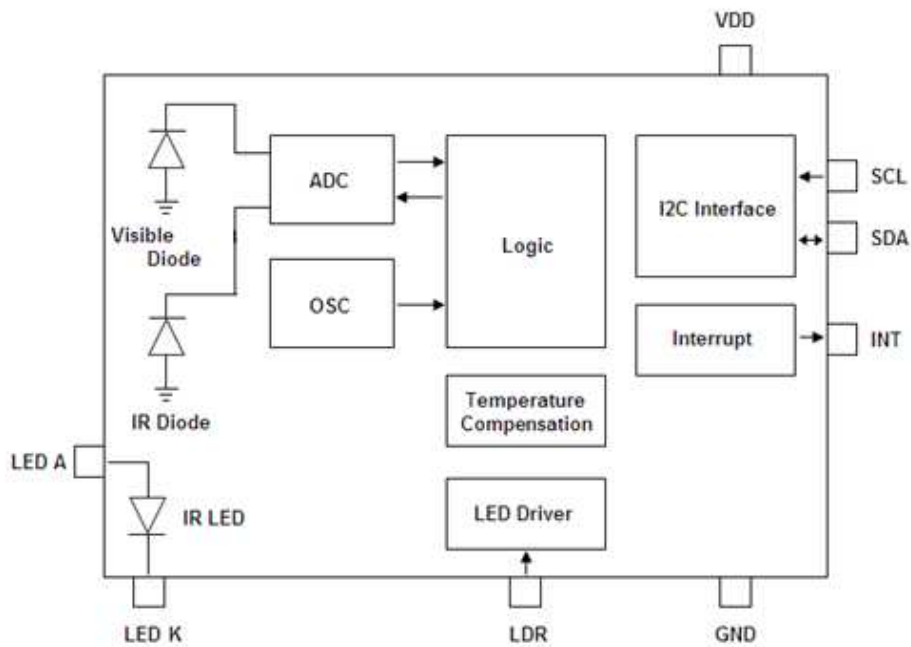 VDD
ADC
Visible
Diode
Logic
I2C Interface
SCL
SDA
OSC
Interrupt
INT
IR Diode
Temperature
Compensation
LED A
IR LED
LED Driver
LED K
LDR
GND